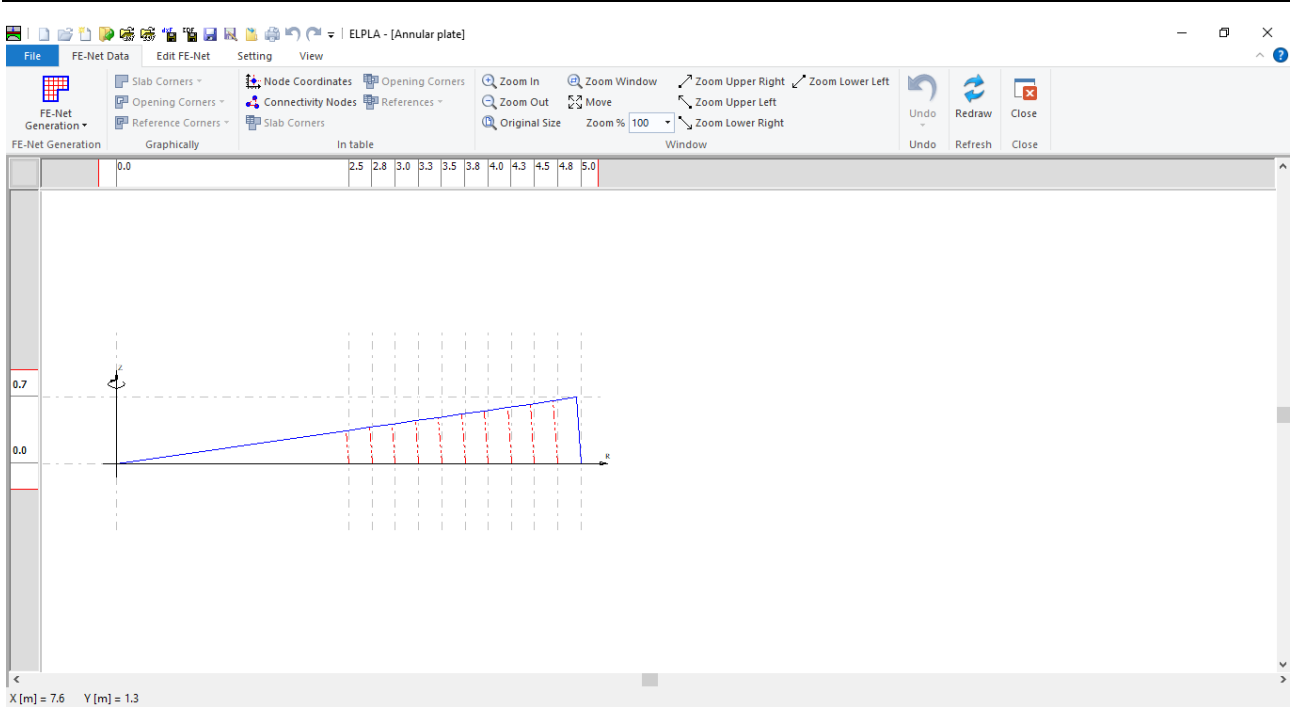 ELPLA - [Annular plate]
File FE-Net Data Edit FE-Net Setting View
FE-Net Generation
Slab Corners
Opening Corners
Reference Corners
Node Coordinates Opening Corners
Connectivity Nodes References
Slab Corners
Zoom In Zoom Window Zoom Upper Right Zoom Lower Left
Zoom Out Move Zoom Upper Left
Original Size Zoom % 100 Zoom Lower Right
Undo Redraw Close
FE-Net Generation Graphically In table Window Undo Refresh Close
0.0 2.5 2.8 3.0 3.3 3.5 3.8 4.0 4.3 4.5 4.8 5.0
Z
0.7
0.0
R
X [m] = 7.6 Y [m] = 1.3